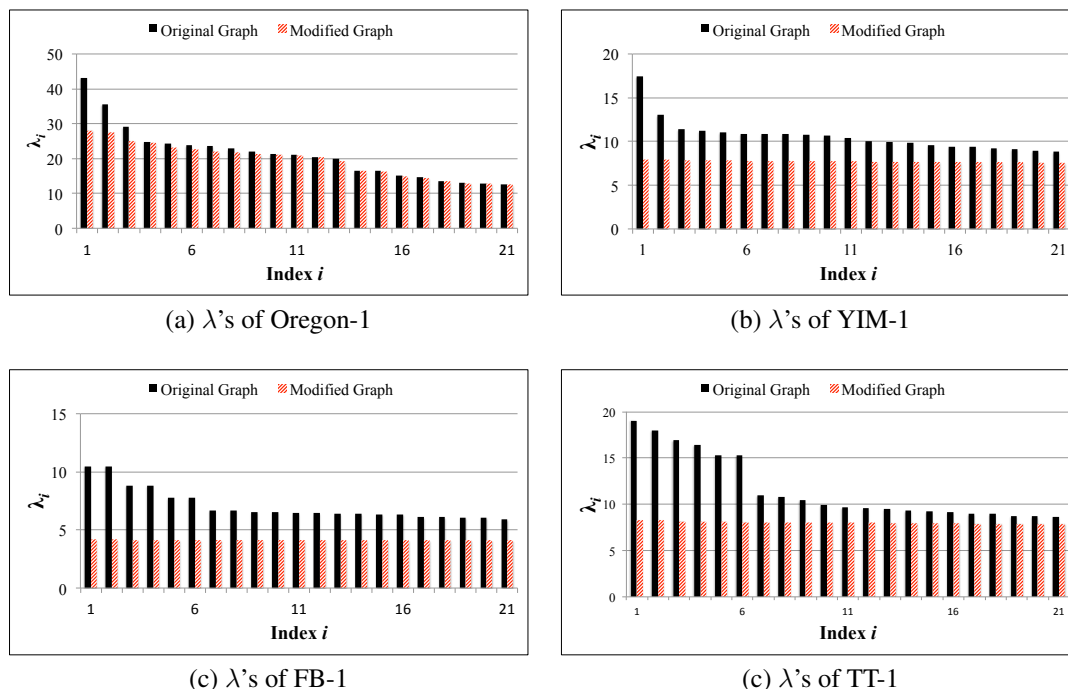 Original Graph Modified Graph
50
40
30
20
10
0
λi
1 6 11 16 21
Index i
(a) λ's of Oregon-1
Original Graph Modified Graph
20
15
10
5
0
λi
1 6 11 16 21
Index i
(b) λ's of YIM-1
Original Graph Modified Graph
15
10
5
0
λi
1 6 11 16 21
Index i
(c) λ's of FB-1
Original Graph Modified Graph
20
15
10
5
0
λi
1 6 11 16 21
Index i
(c) λ's of TT-1